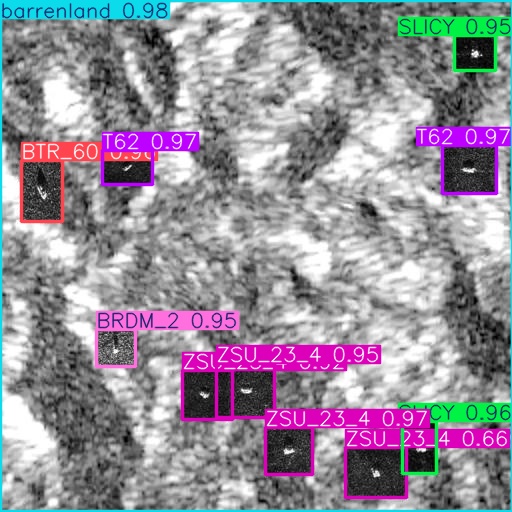 barrenland 0.98
SLICY 0.95
T62 0.97
T62 0.97
BTR_60
BRDM_2 0.95
ZSU_23_4 0.95
ZSU_23_4 0.97
SLICY 0.96
ZSU_23_4 0.66